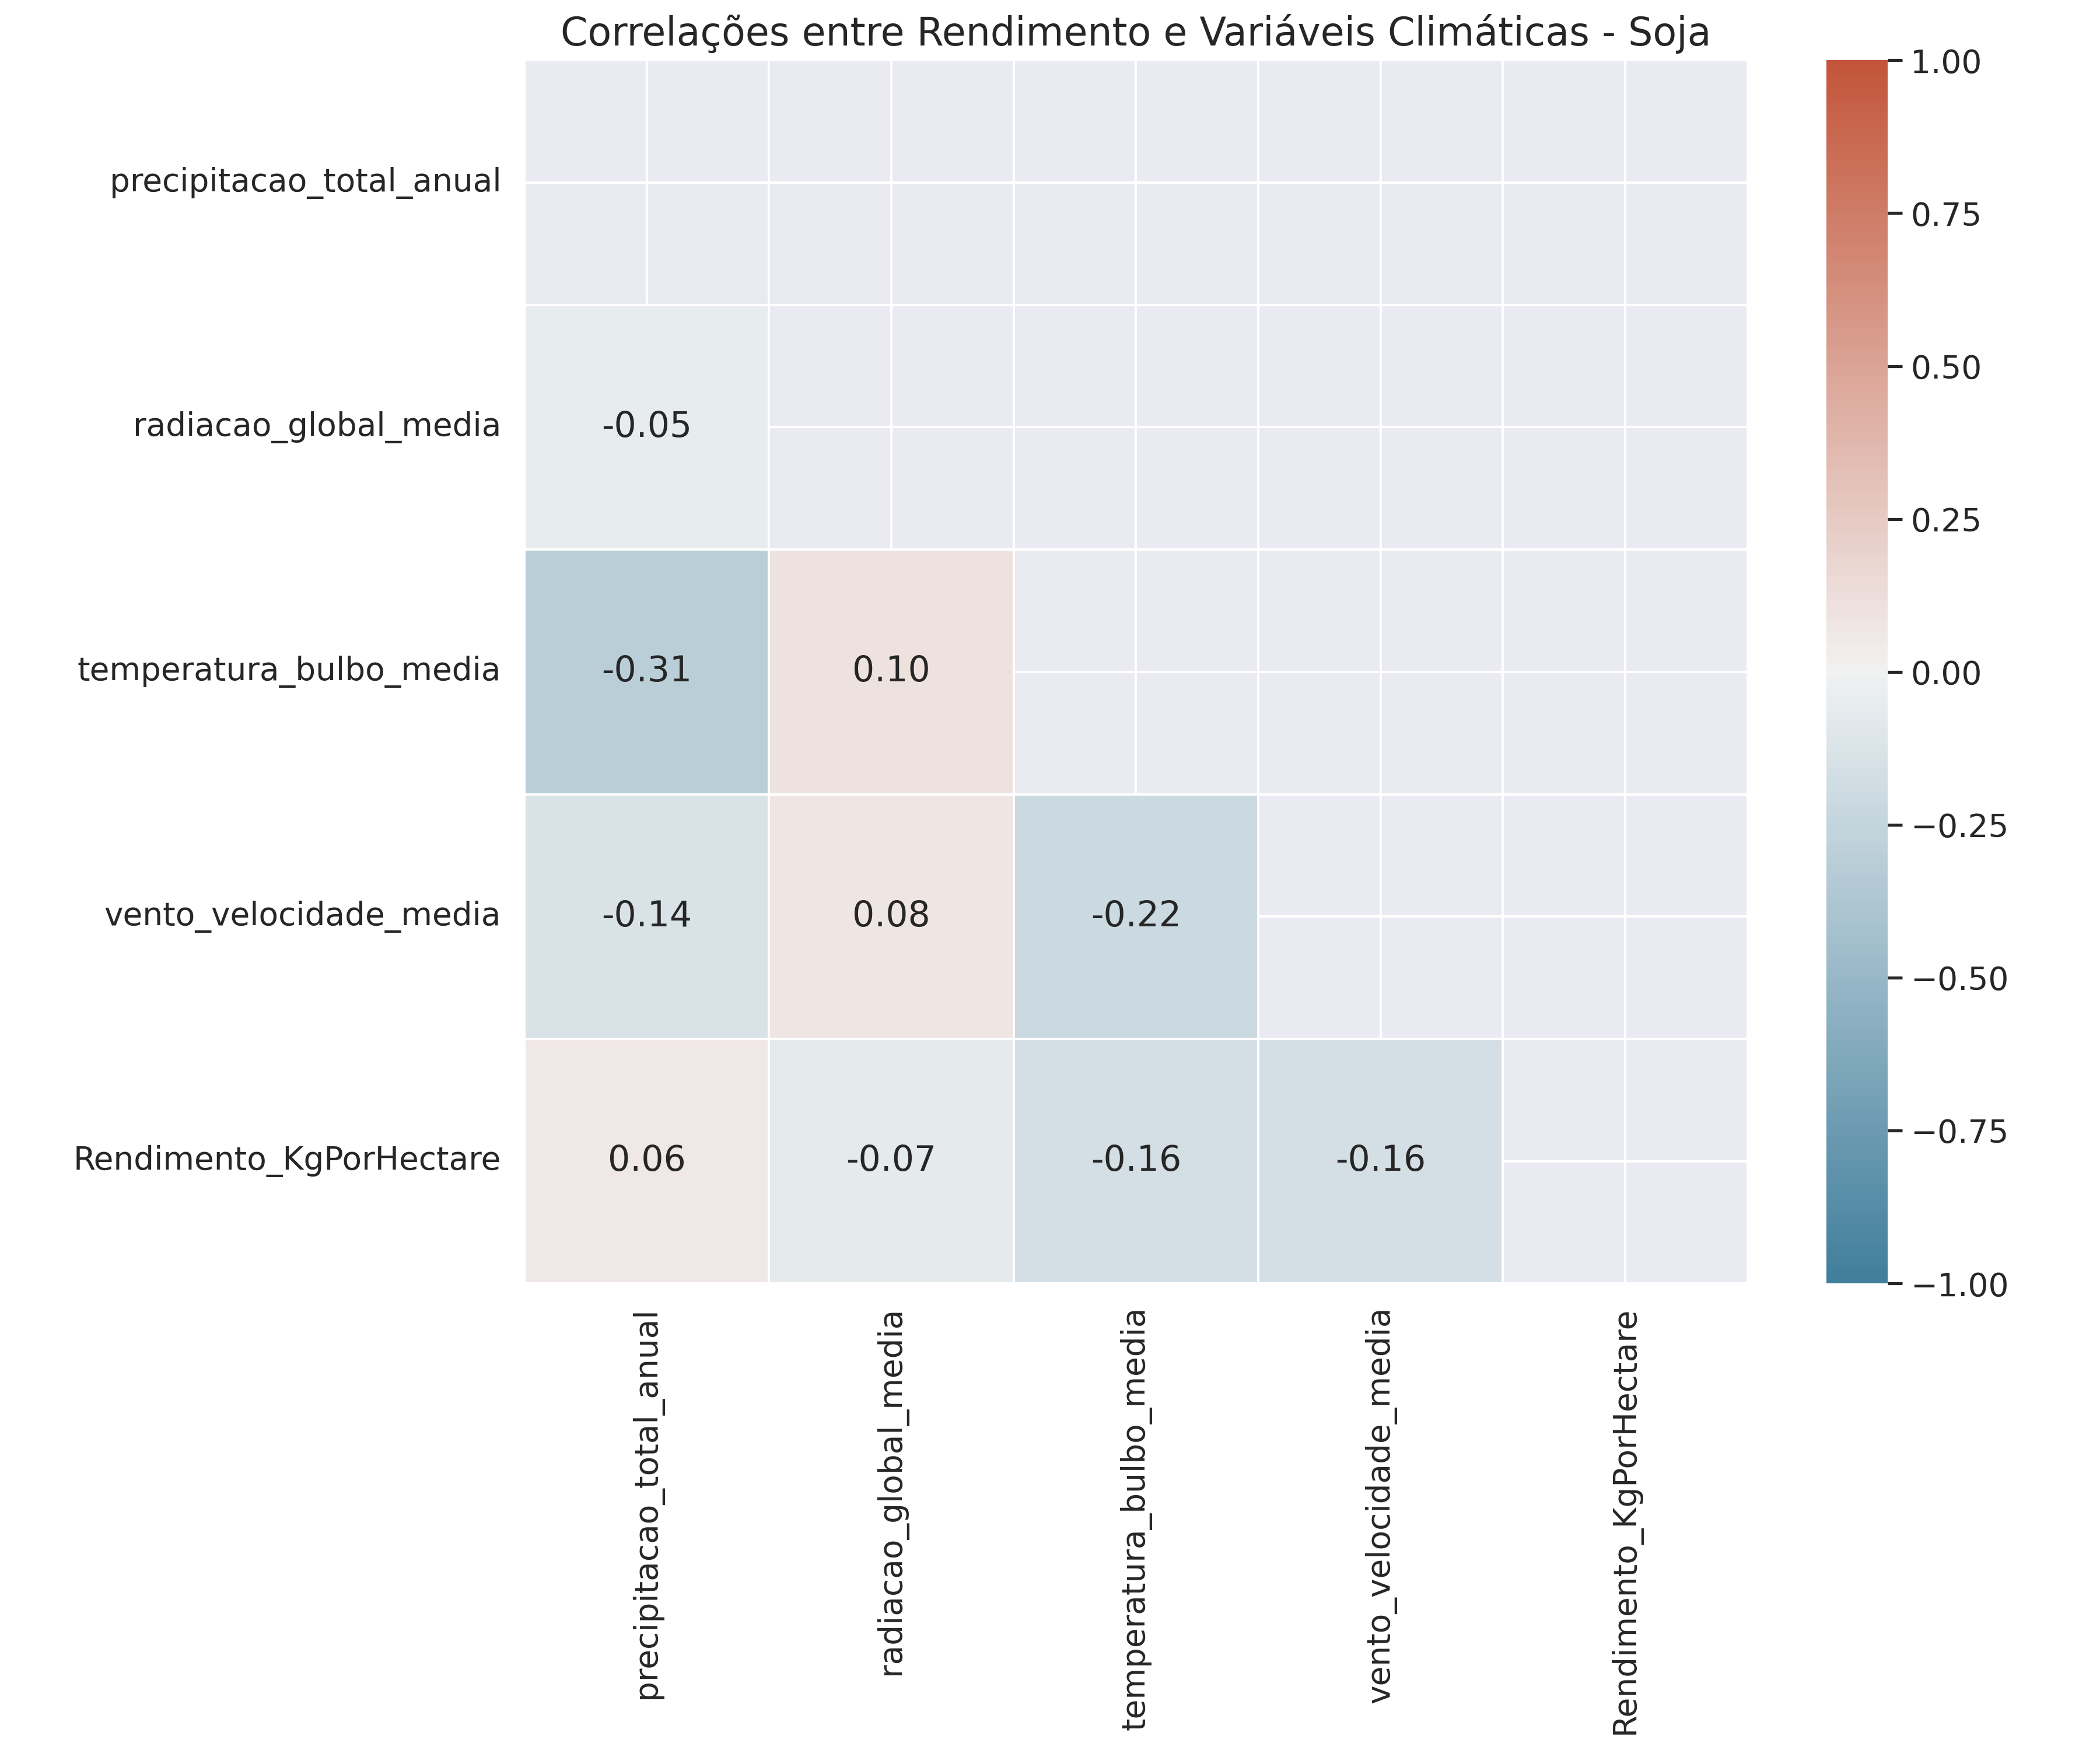 Correlações entre Rendimento e Variáveis Climáticas - Soja
precipitacao_total_anual
radiacao_global_media -0.05
temperatura_bulbo_media -0.31 0.10
vento_velocidade_media -0.14 0.08 -0.22
Rendimento_KgPorHectare 0.06 -0.07 -0.16 -0.16
precipitacao_total_anual
radiacao_global_media
temperatura_bulbo_media
vento_velocidade_media
Rendimento_KgPorHectare
1.00
0.75
0.50
0.25
0.00
−0.25
−0.50
−0.75
−1.00